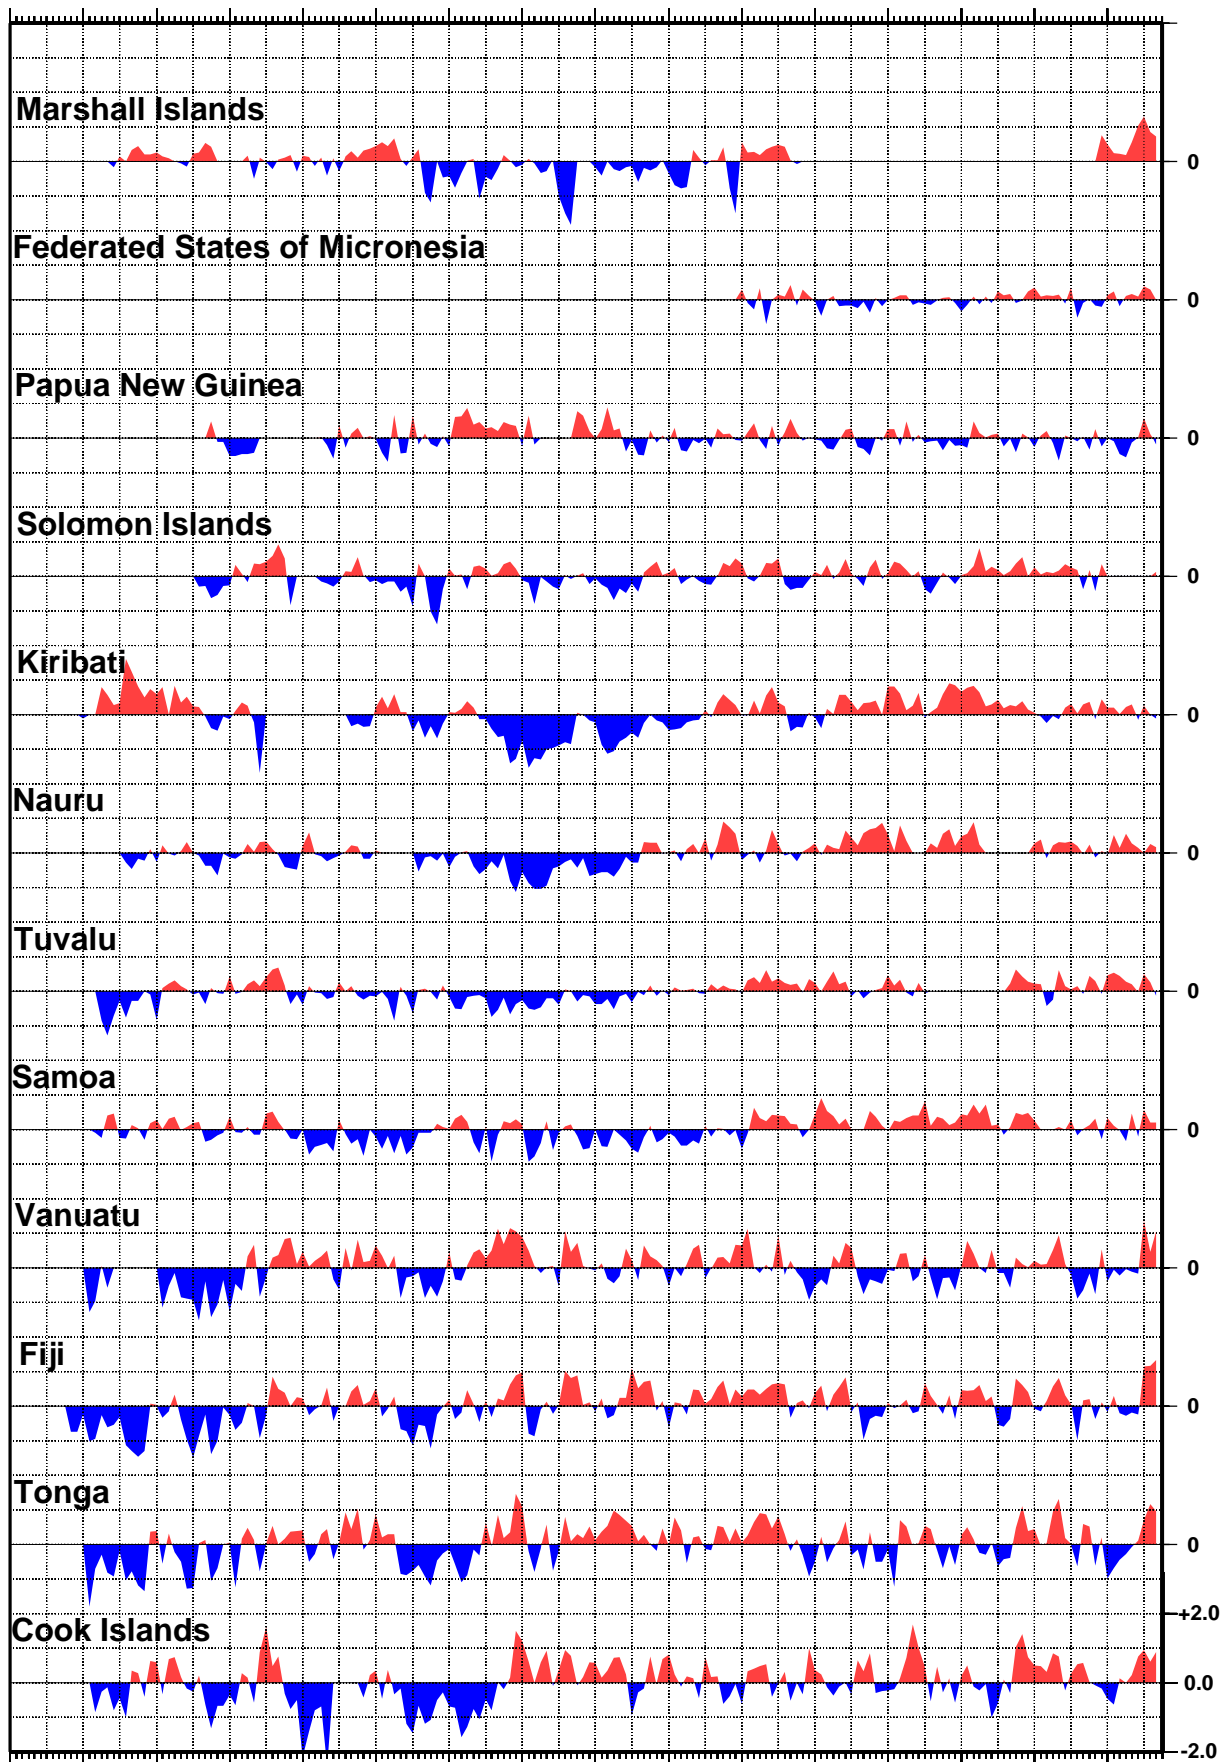 Marshall Islands
0
Federated States of Micronesia
0
Papua New Guinea
0
Solomon Islands
0
Kiribati
0
Nauru
0
Tuvalu
0
Samoa
0
Vanuatu
0
Fiji
0
Tonga
0
+2.0
Cook Islands
0.0
-2.0